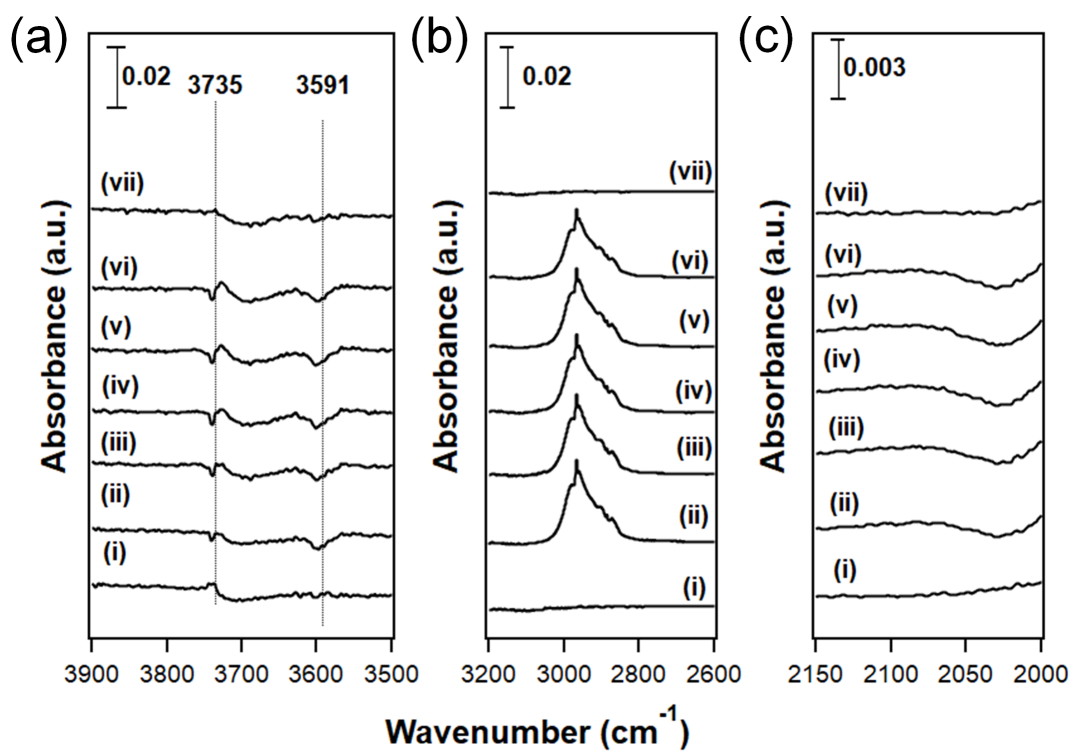 (a) (b) (c)
0.02 3735 3591
0.02
0.003
(vii)
(vi)
(v)
(iv)
(iii)
(ii)
(i)
(vii)
(vi)
(v)
(iv)
(iii)
(ii)
(i)
(vii)
(vi)
(v)
(iv)
(iii)
(ii)
(i)
Absorbance (a.u.)
Absorbance (a.u.)
Absorbance (a.u.)
3900 3800 3700 3600 3500
3200 3000 2800 2600
2150 2100 2050 2000
Wavenumber (cm⁻¹)